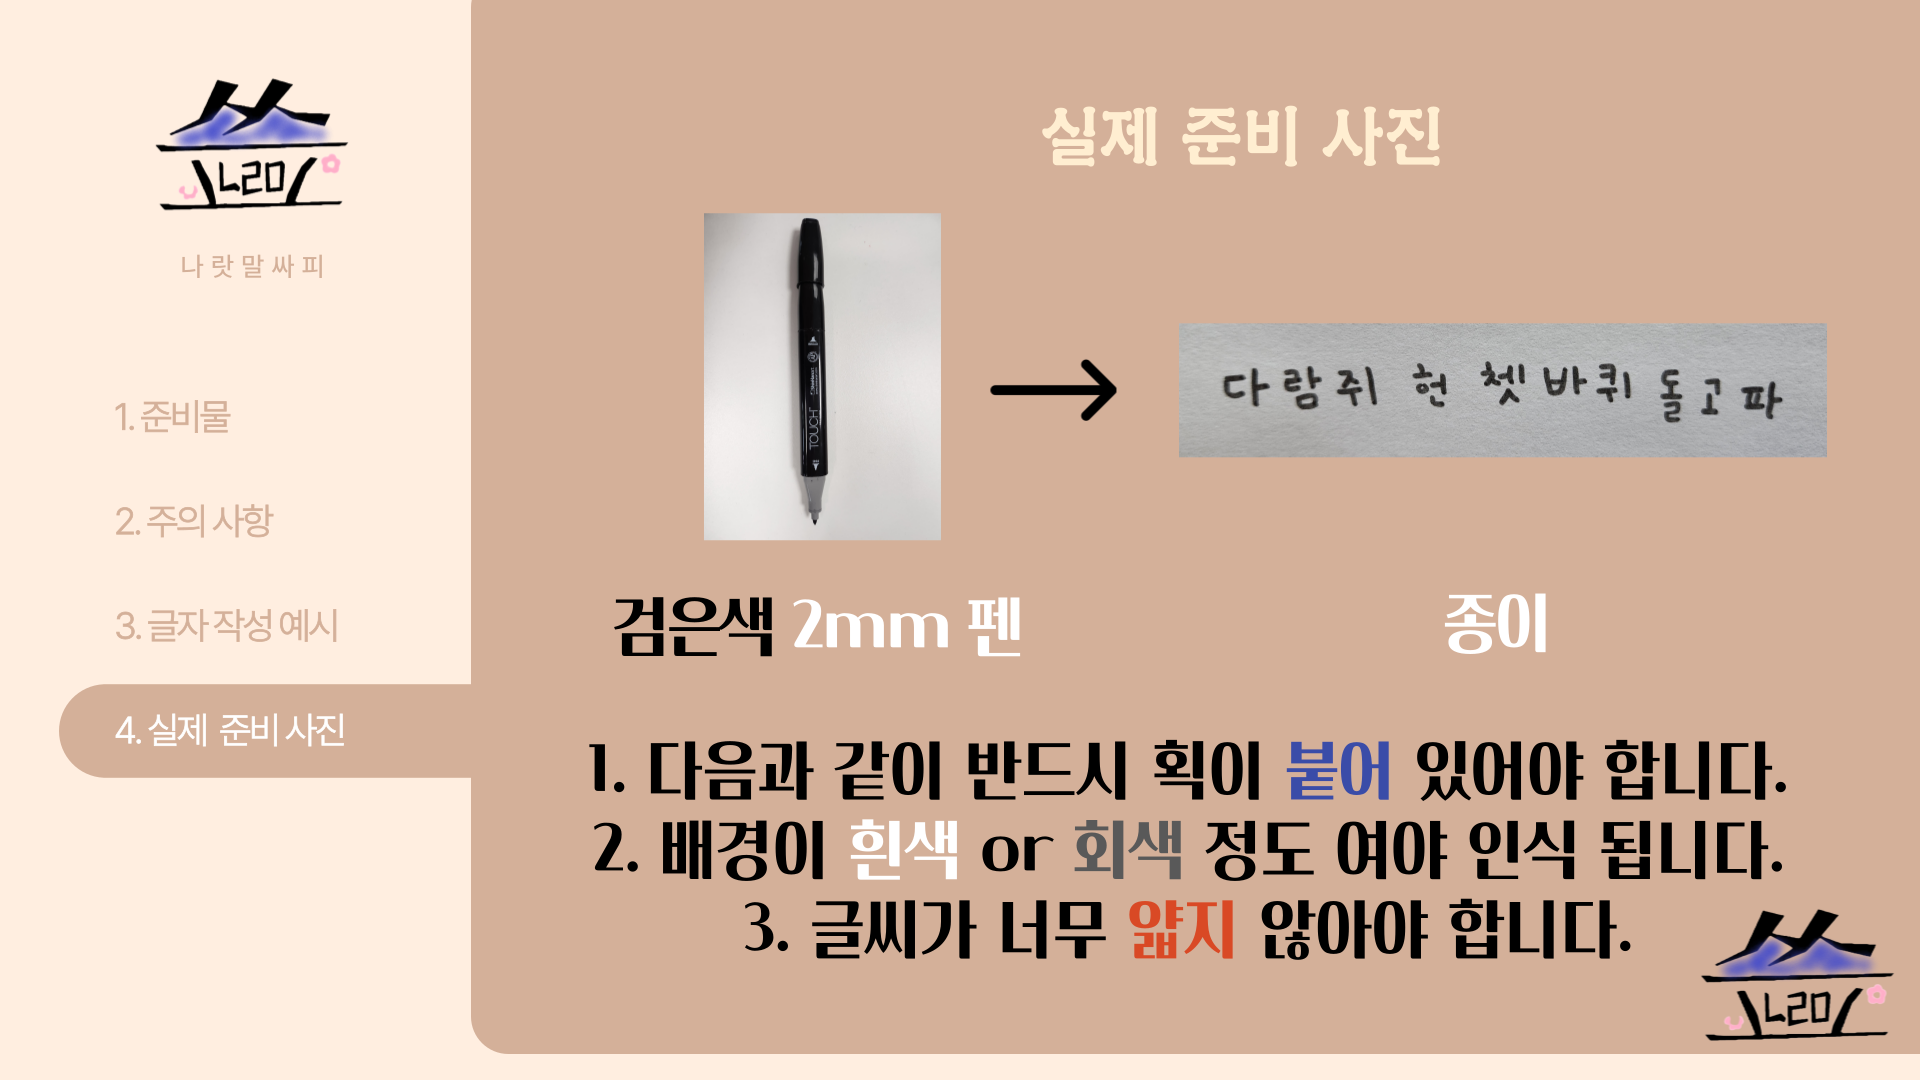 쓰
ㄴㄹㅁ
나랏말싸피
1. 준비물
2. 주의 사항
3. 글자 작성 예시
4. 실제 준비 사진
실제 준비 사진
TOUCH
다람쥐 헌 쳇바퀴 돌고파
검은색 2mm 펜
종이
1. 다음과 같이 반드시 획이 붙어 있어야 합니다.
2. 배경이 흰색 or 회색 정도 여야 인식 됩니다.
3. 글씨가 너무 얇지 않아야 합니다.
쓰
ㄴㄹㅁ